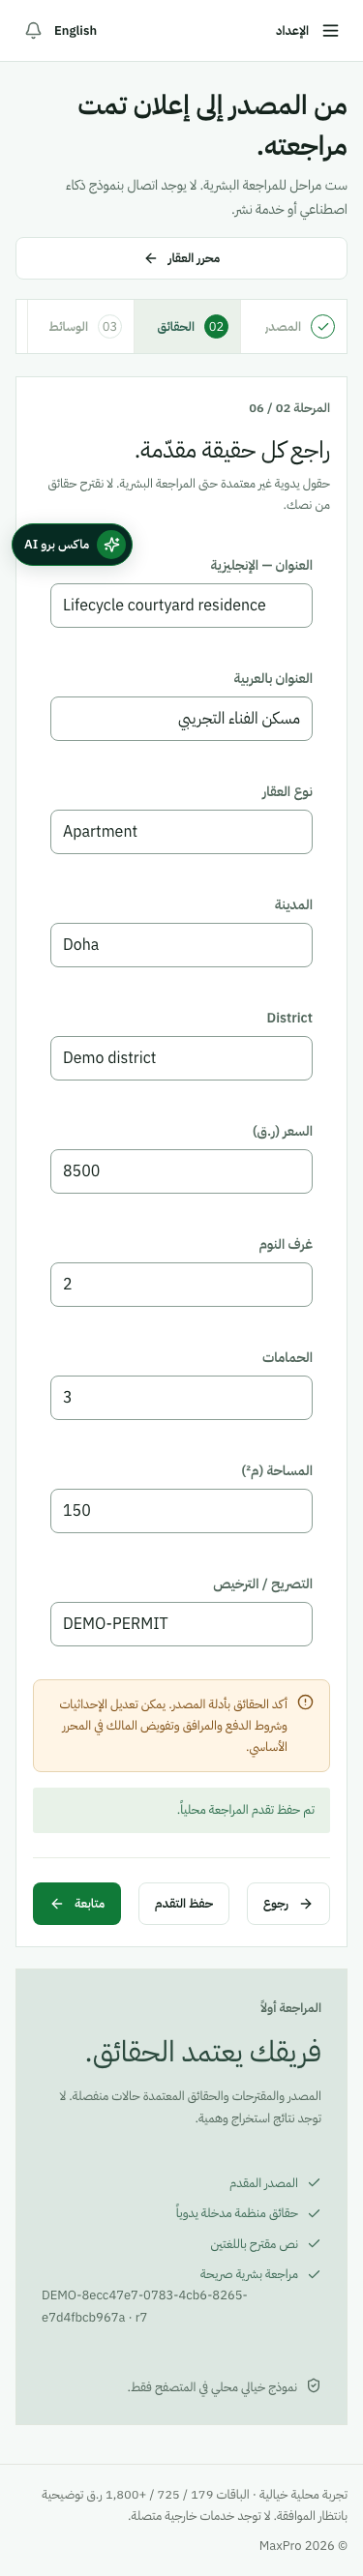 الإعداد
English
من المصدر إلى إعلان تمت
مراجعته.
ست مراحل للمراجعة البشرية. لا يوجد اتصال بنموذج ذكاء
اصطناعي أو خدمة نشر.
محرر العقار
المصدر
02 الحقائق
03 الوسائط
المرحلة 02 / 06
راجع كل حقيقة مقدّمة.
حقول يدوية غير معتمدة حتى المراجعة البشرية. لا نقترح حقائق
من نصك.
ماكس برو AI
العنوان — الإنجليزية
Lifecycle courtyard residence
العنوان بالعربية
مسكن الفناء التجريبي
نوع العقار
Apartment
المدينة
Doha
District
Demo district
السعر (ر.ق)
8500
غرف النوم
2
الحمامات
3
المساحة (م²)
150
التصريح / الترخيص
DEMO-PERMIT
أكد الحقائق بأدلة المصدر. يمكن تعديل الإحداثيات
وشروط الدفع والمرافق وتفويض المالك في المحرر
الأساسي.
تم حفظ تقدم المراجعة محلياً.
رجوع
حفظ التقدم
متابعة
المراجعة أولاً
فريقك يعتمد الحقائق.
المصدر والمقترحات والحقائق المعتمدة حالات منفصلة. لا
توجد نتائج استخراج وهمية.
المصدر المقدم
حقائق منظمة مدخلة يدوياً
نص مقترح باللغتين
مراجعة بشرية صريحة
DEMO-8ecc47e7-0783-4cb6-8265-
e7d4fbcb967a · r7
نموذج خيالي محلي في المتصفح فقط.
تجربة محلية خيالية · الباقات 179 / 725 / +1,800 ر.ق توضيحية
بانتظار الموافقة. لا توجد خدمات خارجية متصلة.
© 2026 MaxPro